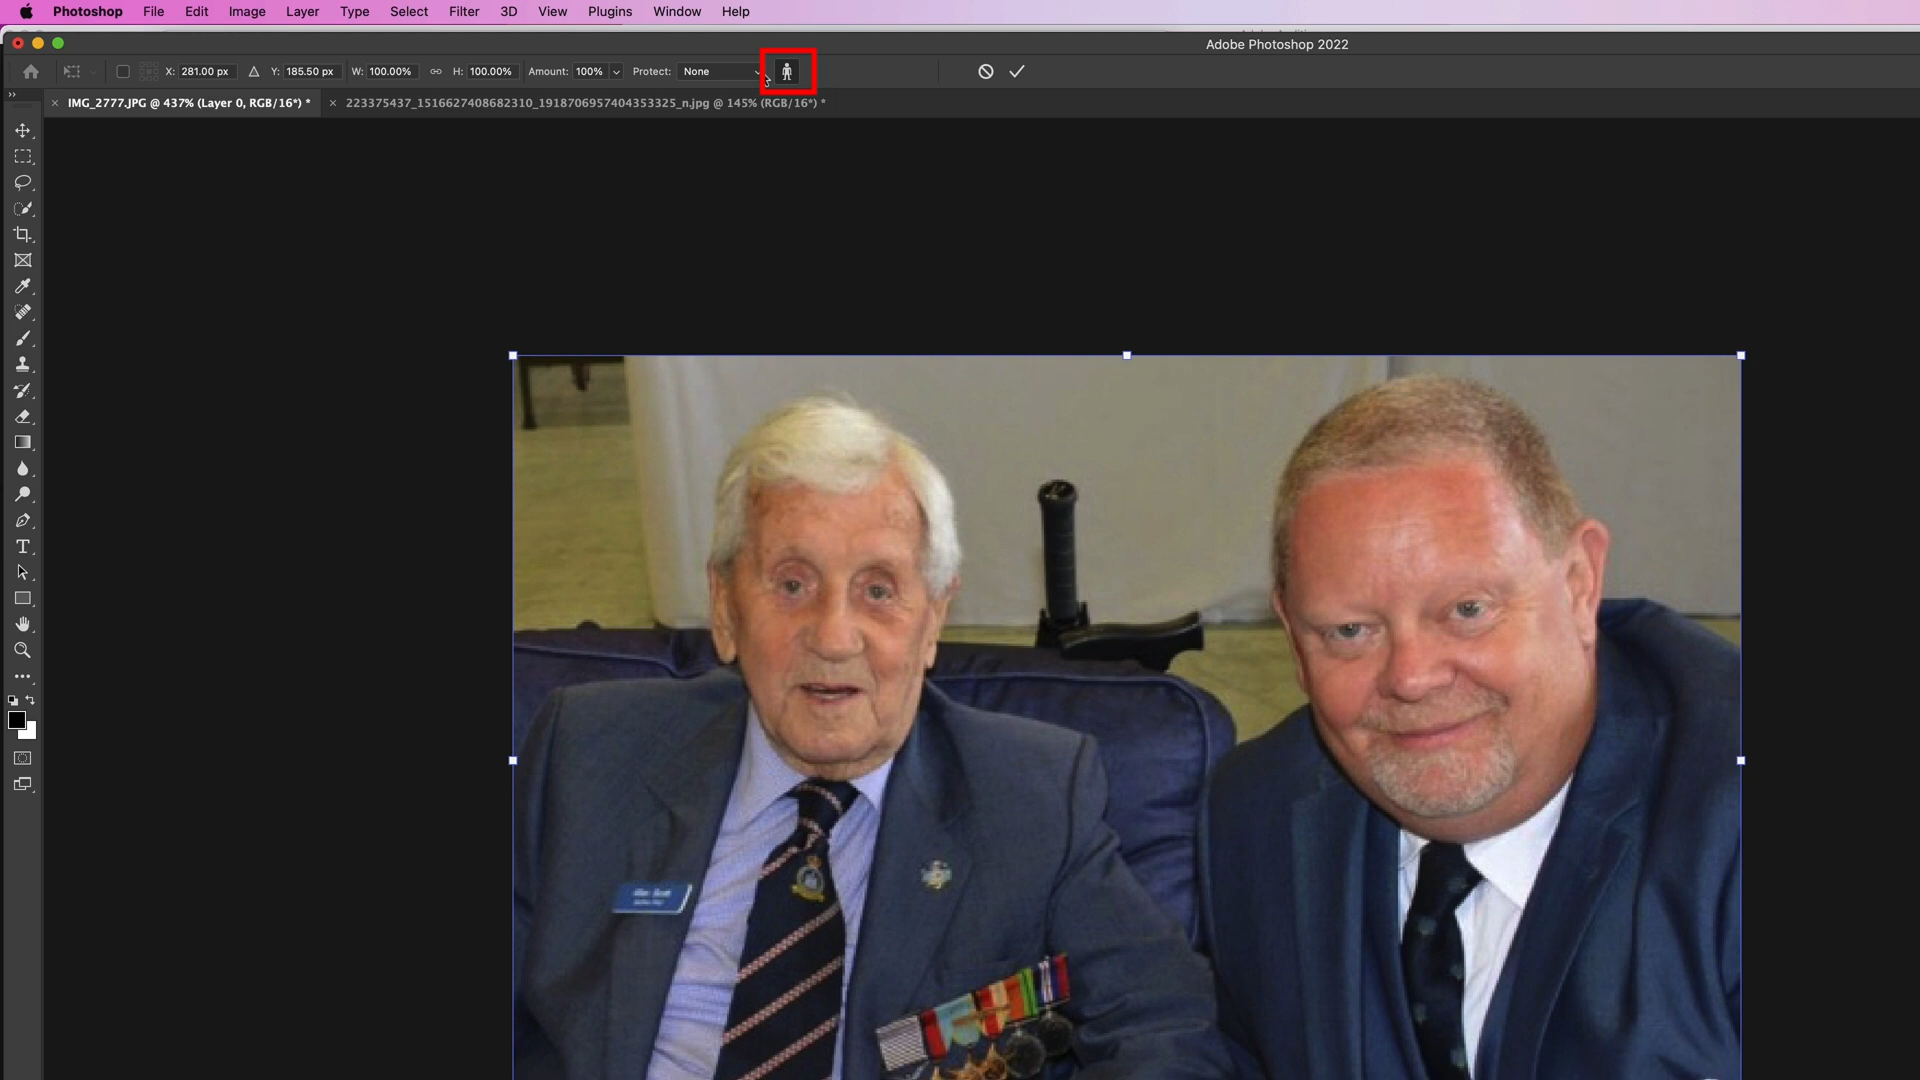 Photoshop File Edit Image Layer Type Select Filter 3D View Plugins Window Help
Adobe Photoshop 2022
X: 281.00 px Y: 185.50 px W: 100.00% H: 100.00% Amount: 100% Protect: None
IMG_2777.JPG @ 437% (Layer 0, RGB/16*) * 223375437_1516627408682310_1918706957404353325_n.jpg @ 145% (RGB/16*) *